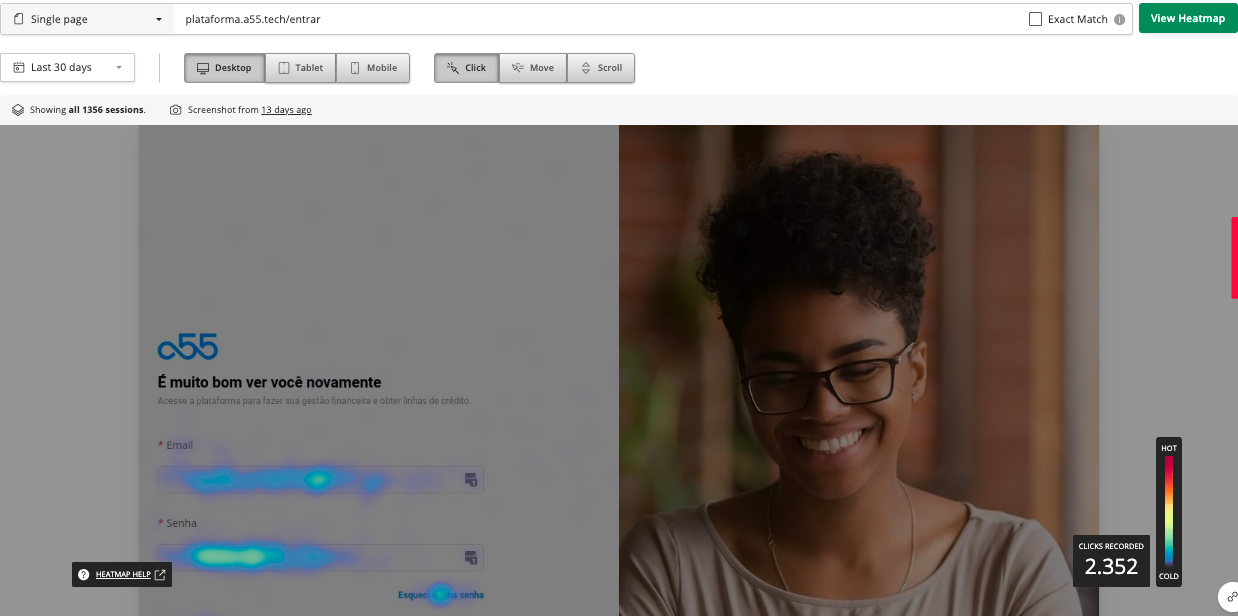 Single page
plataforma.a55.tech/entrar
Exact Match
View Heatmap
Last 30 days
Desktop
Tablet
Mobile
Click
Move
Scroll
Showing all 1356 sessions.
Screenshot from 13 days ago
a55
É muito bom ver você novamente
Acesse a plataforma para fazer sua gestão financeira e obter linhas de crédito.
* Email
* Senha
Esqueci minha senha
HEATMAP HELP
CLICKS RECORDED
2.352
HOT
COLD